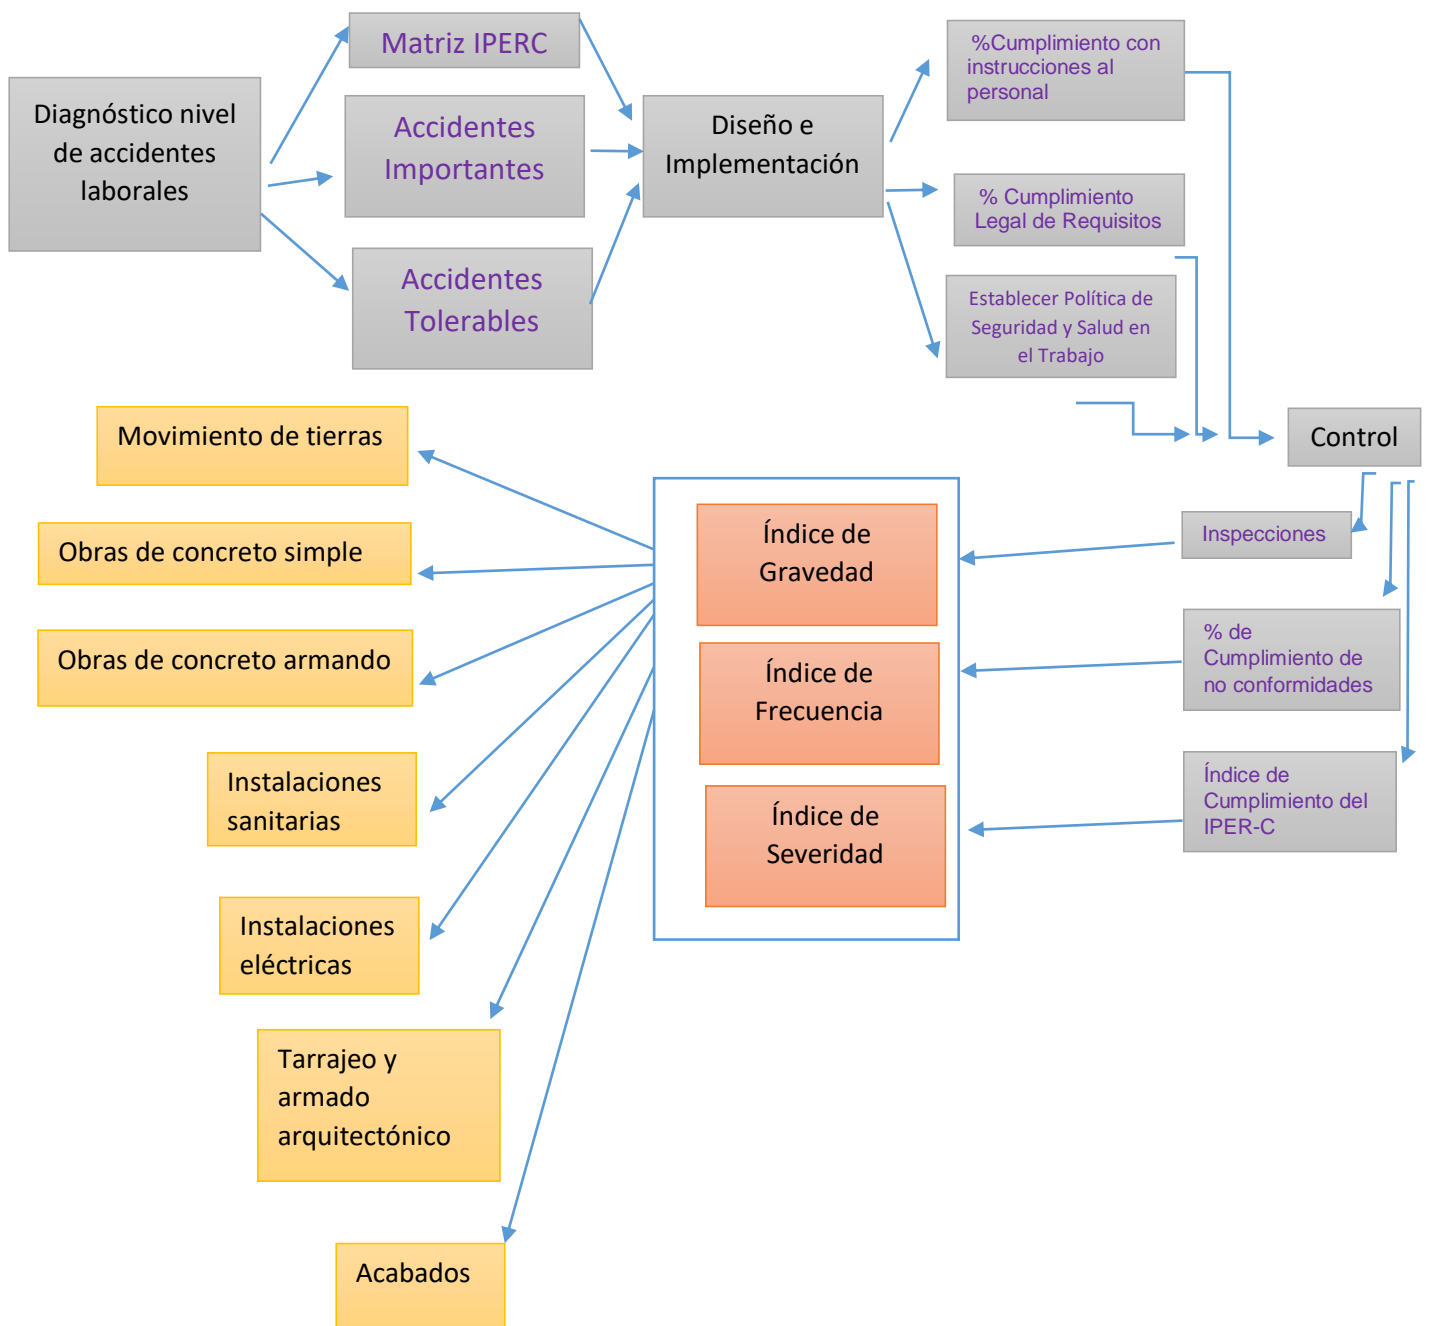 Diagnóstico nivel
de accidentes
laborales
Matriz IPERC
Accidentes
Importantes
Accidentes
Tolerables
Diseño e
Implementación
%Cumplimiento con
instrucciones al
personal
% Cumplimiento
Legal de Requisitos
Establecer Política de
Seguridad y Salud en
el Trabajo
Control
Inspecciones
% de
Cumplimiento de
no conformidades
Índice de
Cumplimiento del
IPER-C
Índice de
Gravedad
Índice de
Frecuencia
Índice de
Severidad
Movimiento de tierras
Obras de concreto simple
Obras de concreto armando
Instalaciones
sanitarias
Instalaciones
eléctricas
Tarrajeo y
armado
arquitectónico
Acabados